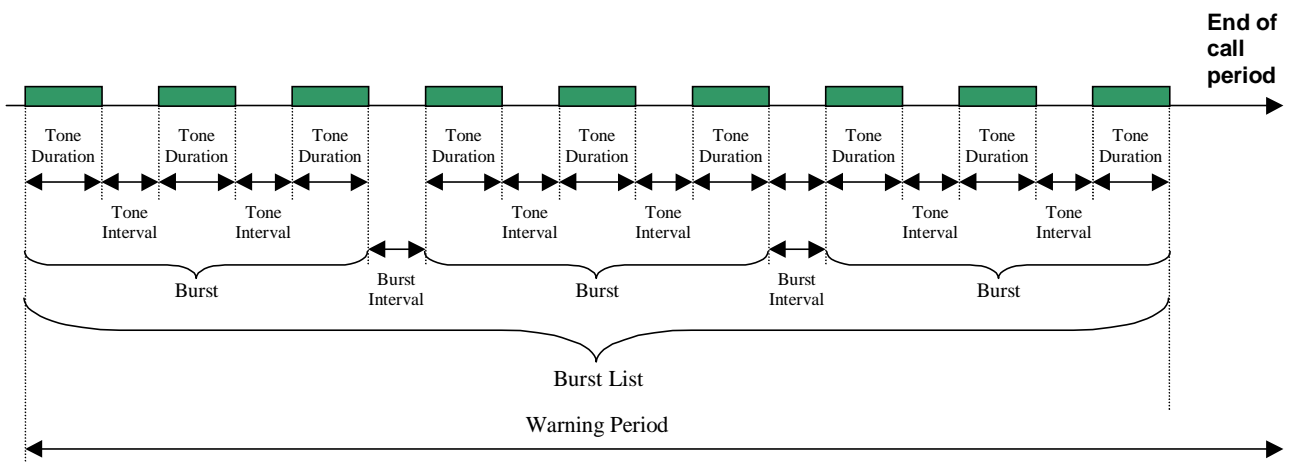 End of
call
period
Tone
Duration
Tone
Duration
Tone
Duration
Tone
Duration
Tone
Duration
Tone
Duration
Tone
Duration
Tone
Duration
Tone
Duration
Tone
Interval
Tone
Interval
Tone
Interval
Tone
Interval
Tone
Interval
Tone
Interval
Burst
Burst
Interval
Burst
Burst
Interval
Burst
Burst List
Warning Period